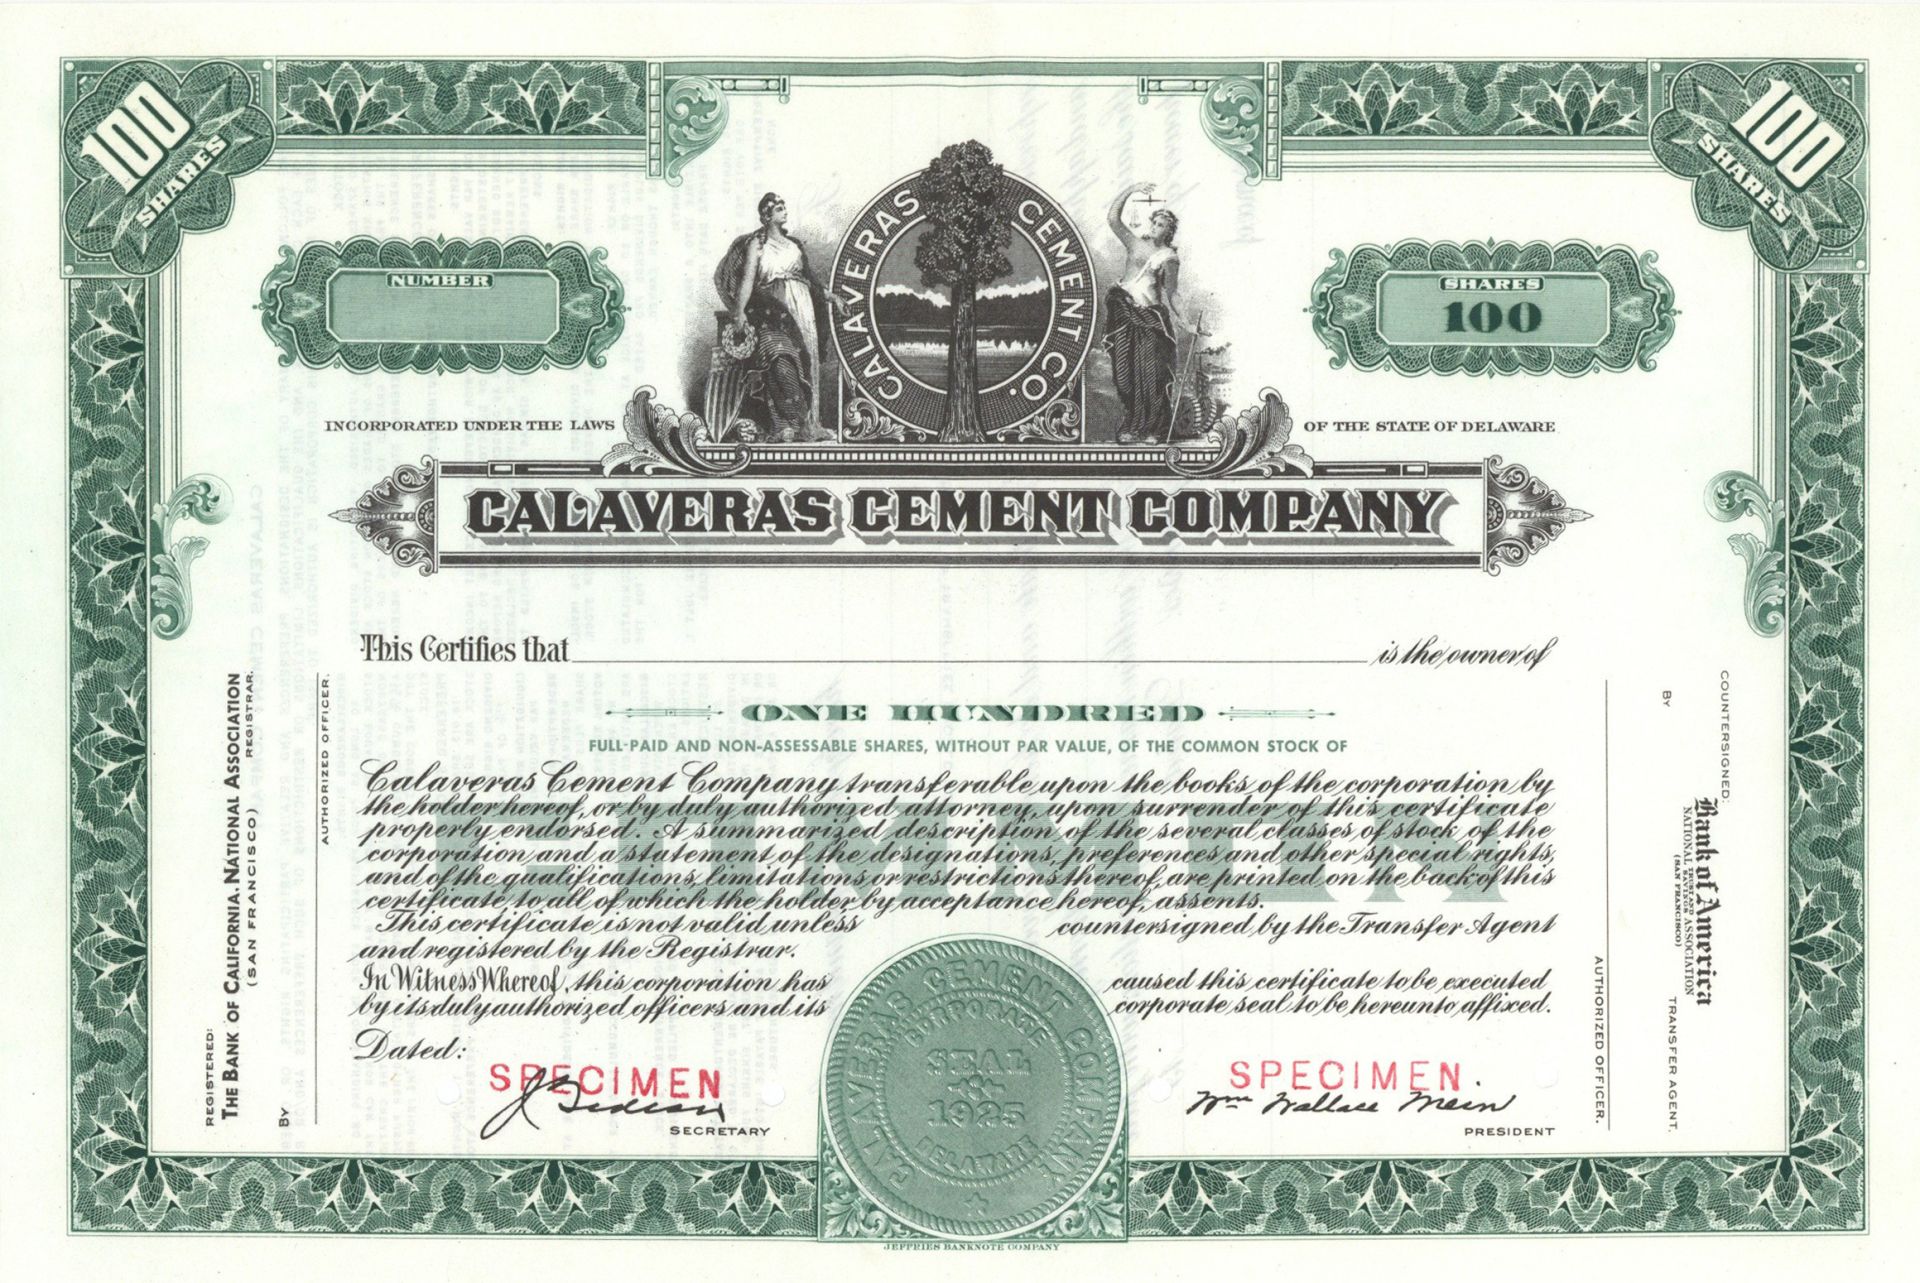 100 SHARES
100 SHARES
CALAVERAS CEMENT CO.
NUMBER
SHARES
100
INCORPORATED UNDER THE LAWS
OF THE STATE OF DELAWARE
CALAVERAS CEMENT COMPANY
This Certifies that is the owner of
ONE HUNDRED
FULL-PAID AND NON-ASSESSABLE SHARES, WITHOUT PAR VALUE, OF THE COMMON STOCK OF
Calaveras Cement Company transferable upon the books of the corporation by
the holder hereof, or by duly authorized attorney, upon surrender of this certificate
properly endorsed. A summarized description of the several classes of stock of the
corporation and a statement of the designations, preferences and other special rights,
and of the qualifications, limitations or restrictions thereof, are printed on the back of this
certificate to all of which the holder by acceptance hereof, assents.
This certificate is not valid unless countersigned by the Transfer Agent
and registered by the Registrar.
In Witness Whereof, this corporation has caused this certificate to be executed
by its duly authorized officers and its corporate seal to be hereunto affixed.
Dated:
SPECIMEN
SECRETARY
SPECIMEN
Wm Wallace Mein
PRESIDENT
CALAVERAS CEMENT COMPANY
CORPORATE
SEAL
1925
DELAWARE
JEFFRIES BANKNOTE COMPANY
REGISTERED:
THE BANK OF CALIFORNIA, NATIONAL ASSOCIATION
(SAN FRANCISCO) REGISTRAR.
BY
AUTHORIZED OFFICER.
COUNTERSIGNED:
Bank of America
NATIONAL TRUST AND SAVINGS ASSOCIATION
(SAN FRANCISCO)
TRANSFER AGENT.
BY
AUTHORIZED OFFICER.